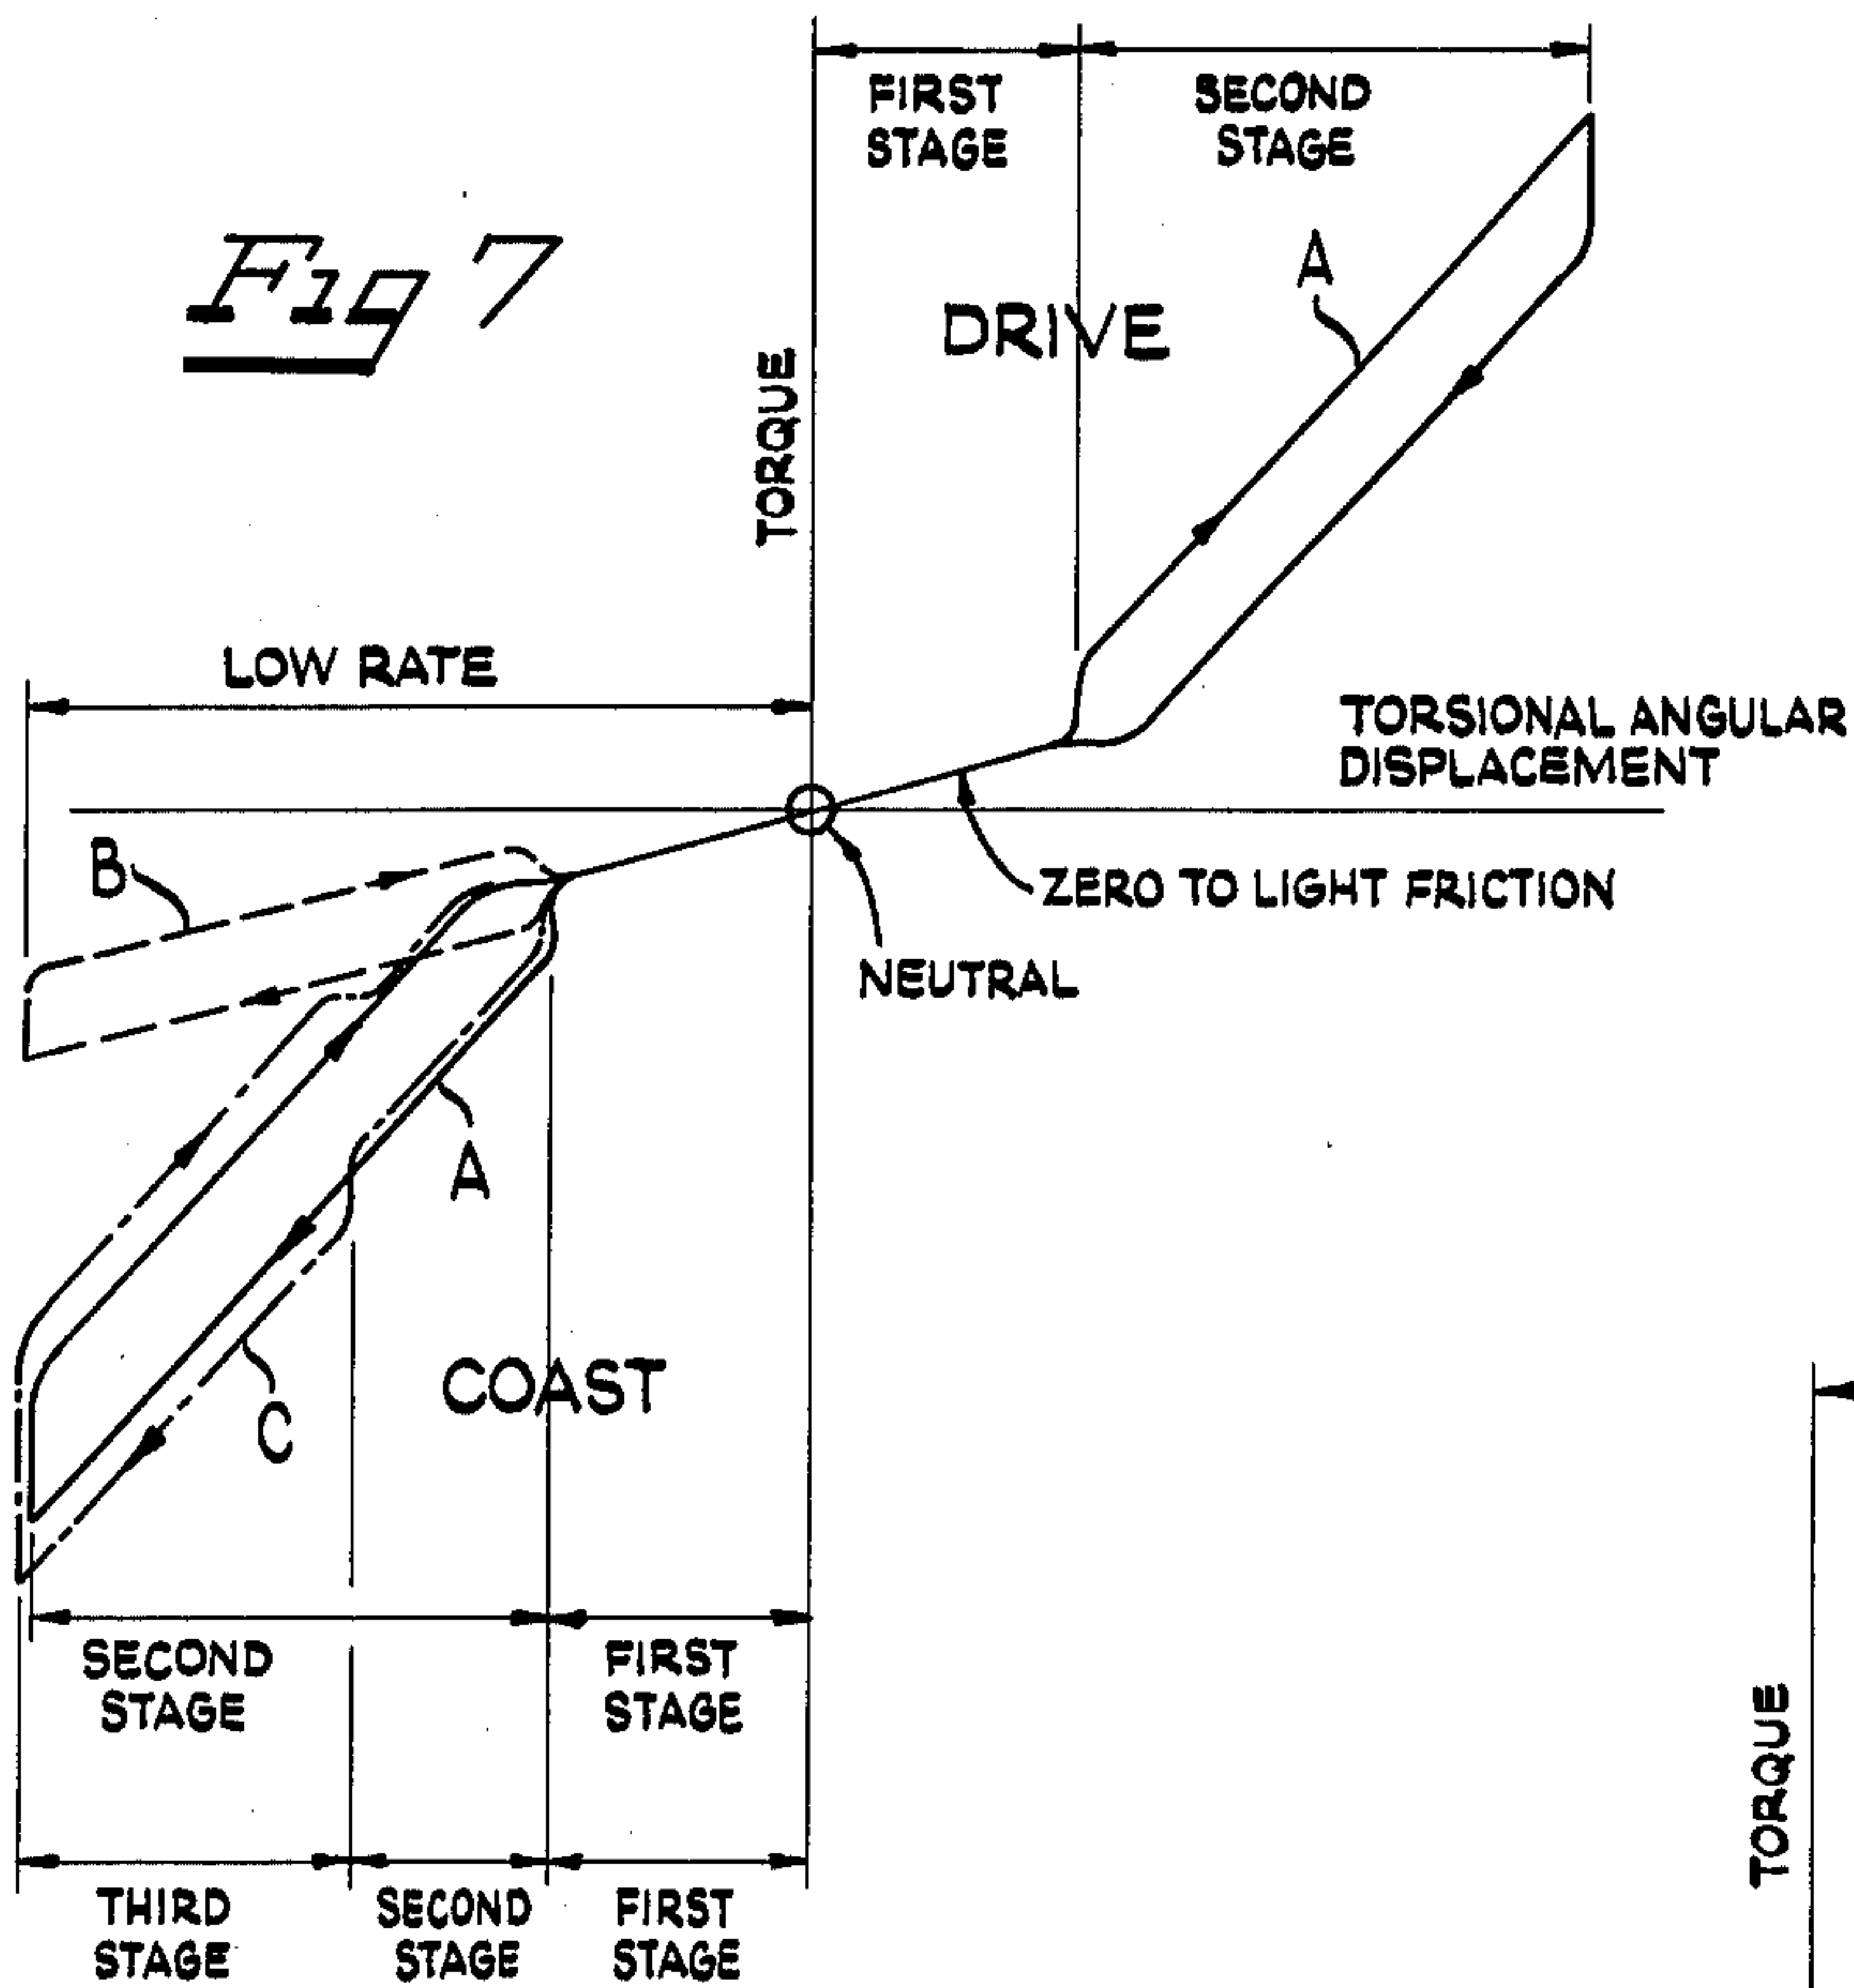 FIRST
STAGE
SECOND
STAGE
Fig 7
A
DRIVE
TORQUE
LOW RATE
TORSIONAL ANGULAR
DISPLACEMENT
B
ZERO TO LIGHT FRICTION
NEUTRAL
A
C
COAST
SECOND
STAGE
FIRST
STAGE
TORQUE
THIRD
STAGE
SECOND
STAGE
FIRST
STAGE